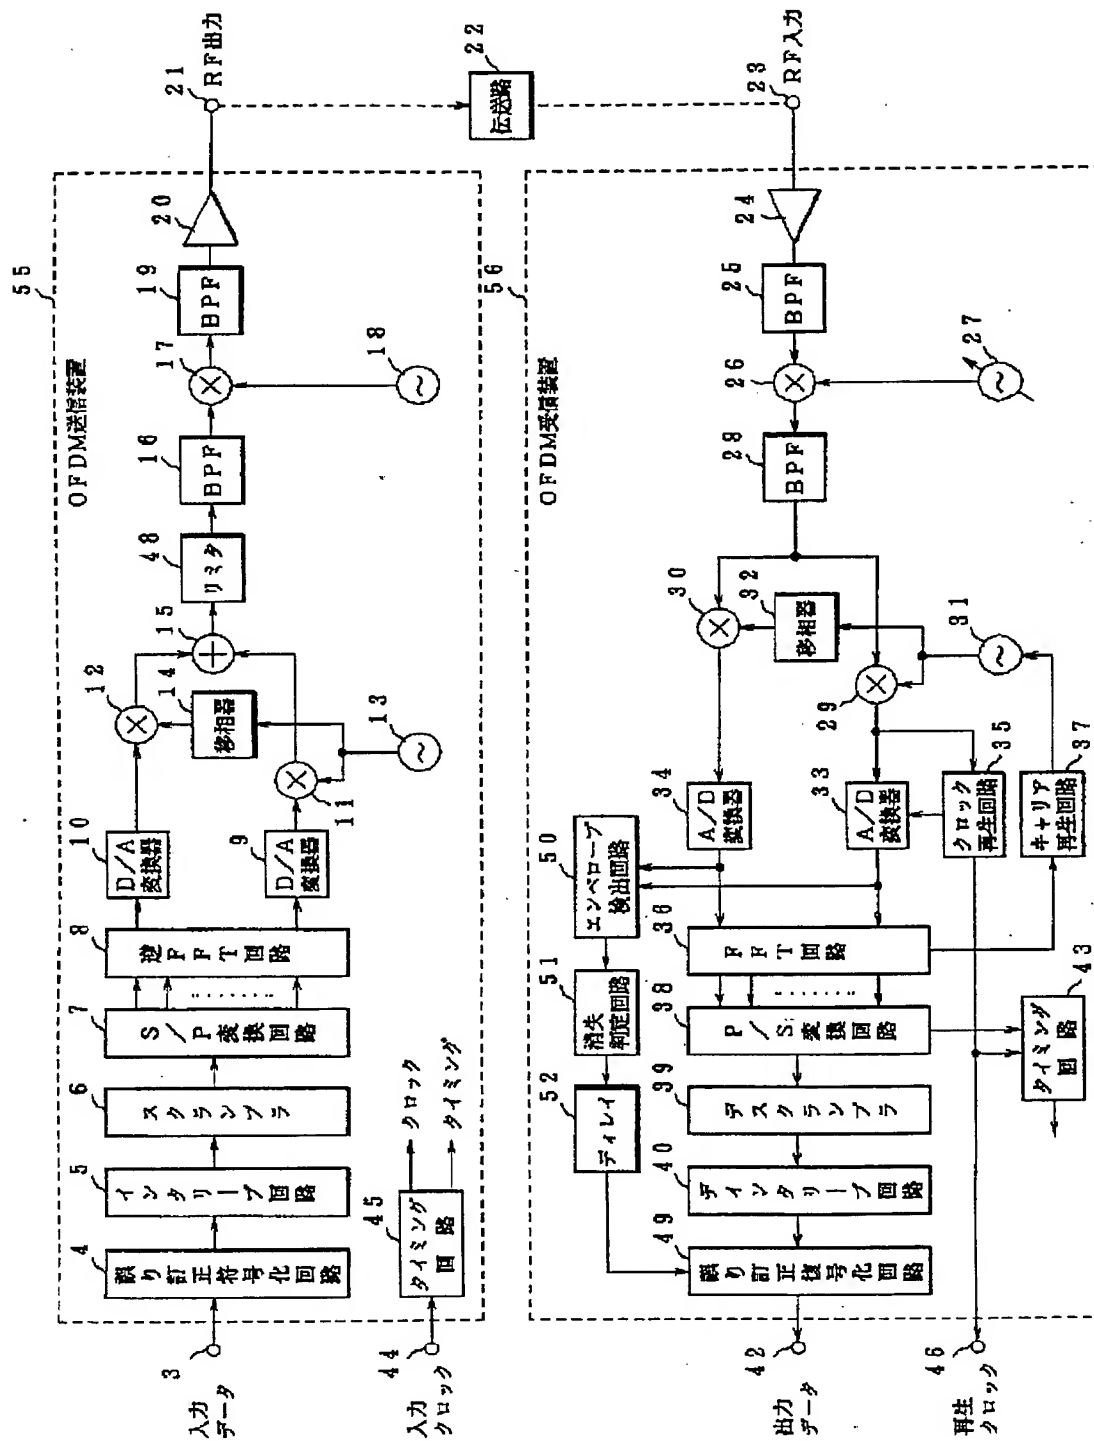 55
OFDM送信装置
3
入力
データ
4
誤り訂正符号化回路
5
インタリーブ回路
6
スクランブラ
7
S/P変換回路
8
逆FFT回路
10
D/A
変換器
9
D/A
変換器
12
11
14
移相器
13
15
48
リミタ
16
BPF
17
18
19
BPF
20
21
RF出力
44
入力
クロック
45
タイミング
回路
クロック
タイミング
22
伝送路
56
OFDM受信装置
23
RF入力
24
25
BPF
26
27
28
BPF
30
32
移相器
31
29
34
A/D
変換器
33
A/D
変換器
35
クロック
再生回路
37
キャリア
再生回路
50
エンベロープ
検出回路
51
消失
判定回路
52
ディレイ
36
FFT回路
38
P/S変換回路
39
デスクランブラ
40
デインタリーブ回路
49
誤り訂正復号化回路
43
タイミング
回路
42
出力
データ
46
再生
クロック